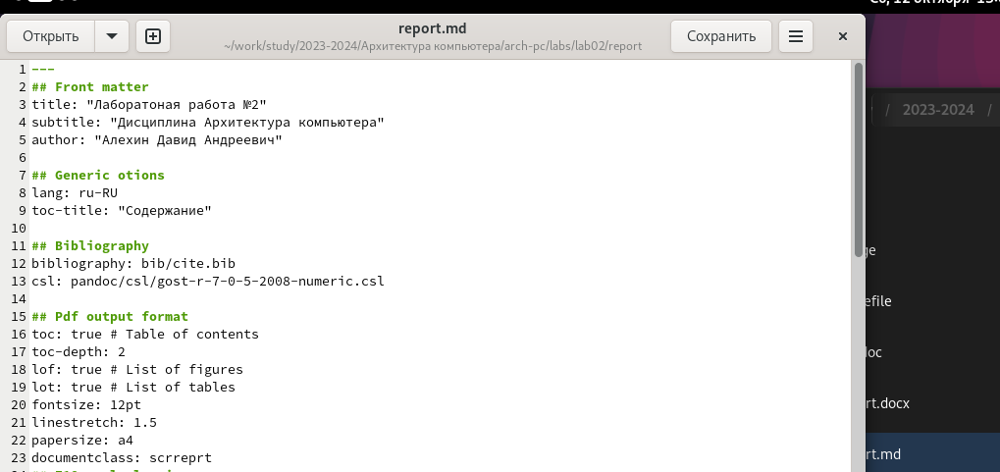 Со, 12 октября
report.md
Открыть
~/work/study/2023-2024/Архитектура компьютера/arch-pc/labs/lab02/report
Сохранить
/ 2023-2024 /
1 ---
2 ## Front matter
3 title: "Лаборатоная работа №2"
4 subtitle: "Дисциплина Архитектура компьютера"
5 author: "Алехин Давид Андреевич"
6
7 ## Generic otions
8 lang: ru-RU
9 toc-title: "Содержание"
10
11 ## Bibliography
12 bibliography: bib/cite.bib
13 csl: pandoc/csl/gost-r-7-0-5-2008-numeric.csl
14
15 ## Pdf output format
16 toc: true # Table of contents
17 toc-depth: 2
18 lof: true # List of figures
19 lot: true # List of tables
20 fontsize: 12pt
21 linestretch: 1.5
22 papersize: a4
23 documentclass: scrreprt
ge
efile
oc
rt.docx
rt.md